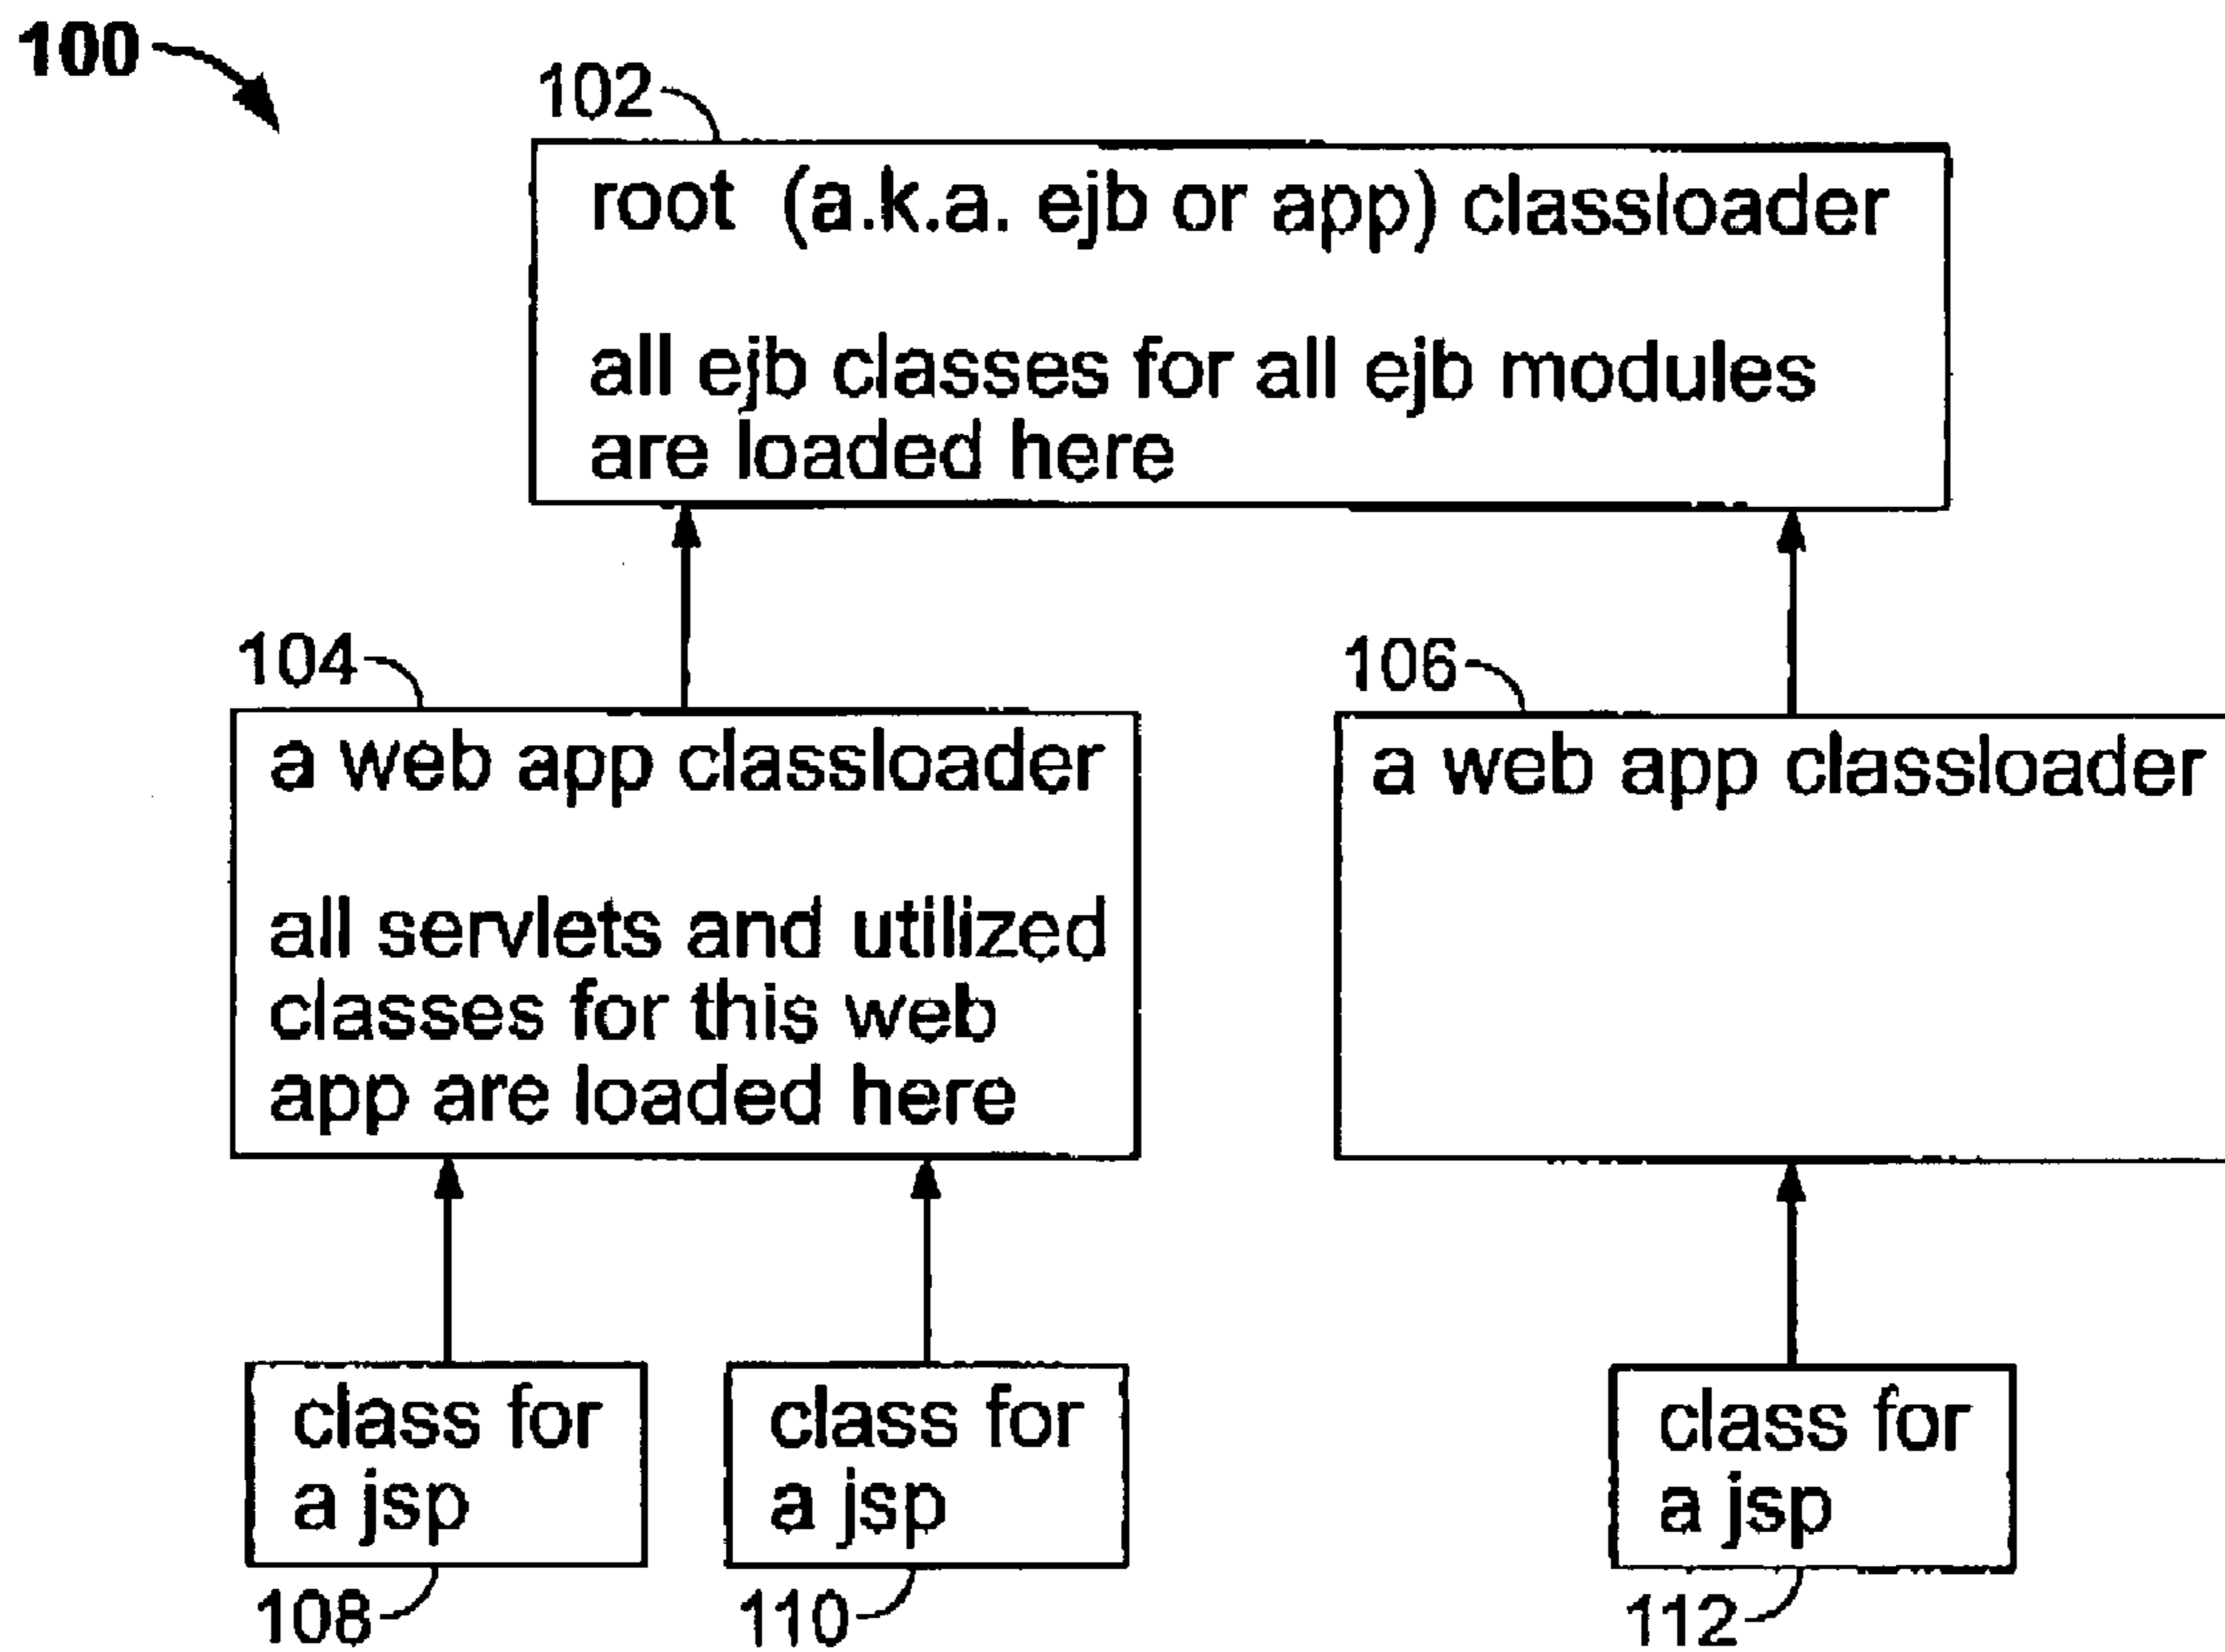 100
102
root (a.k.a. ejb or app) classloader
all ejb classes for all ejb modules
are loaded here
104
a web app classloader
all servlets and utilized
classes for this web
app are loaded here
106
a web app classloader
class for
a jsp
108
class for
a jsp
110
class for
a jsp
112